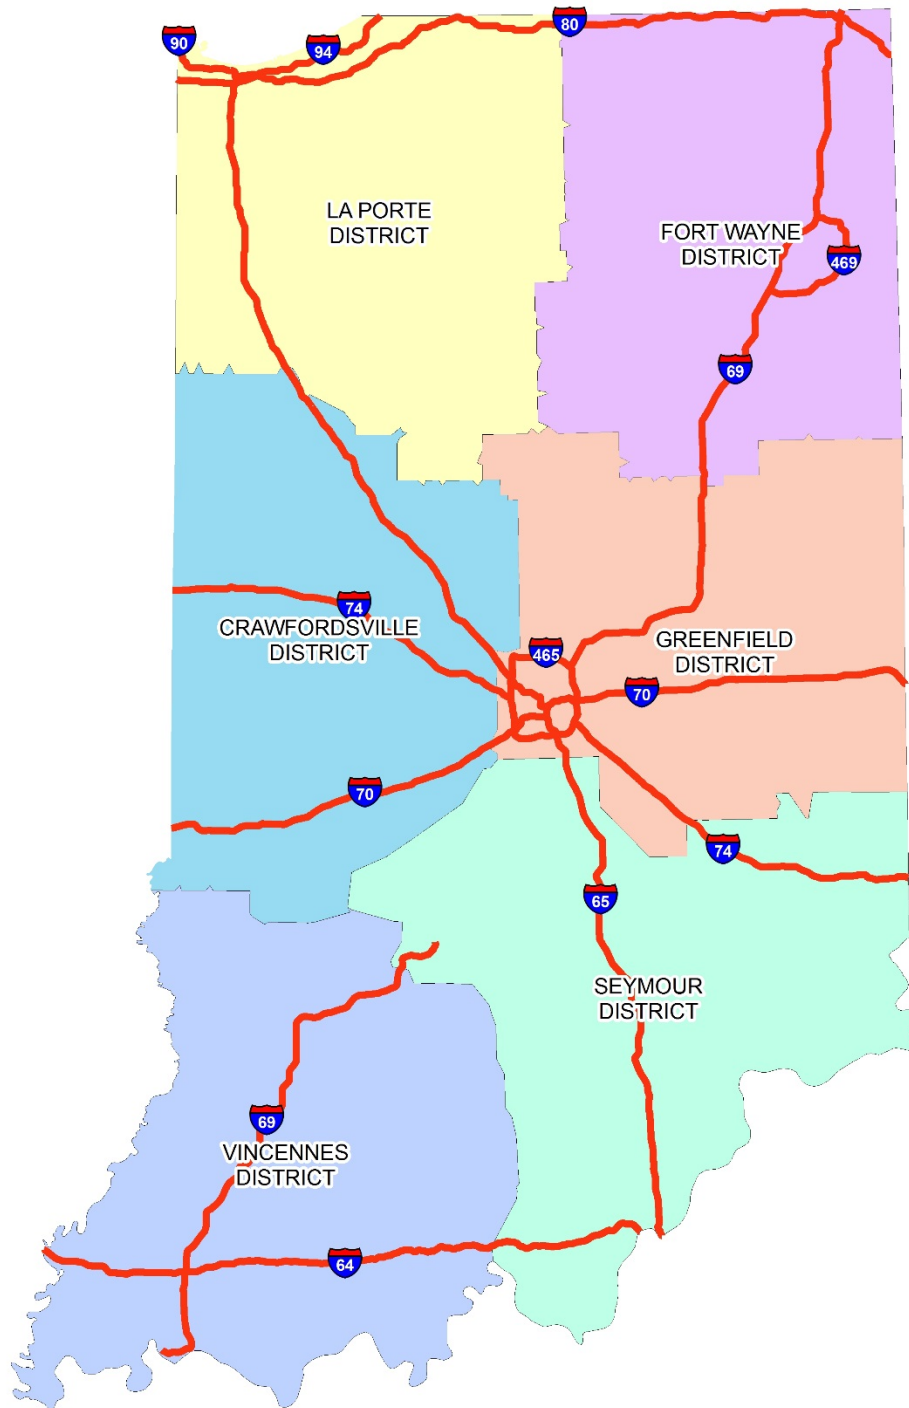 90
94
80
LA PORTE
DISTRICT
FORT WAYNE
DISTRICT
469
69
74
CRAWFORDSVILLE
DISTRICT
465
GREENFIELD
DISTRICT
70
70
74
65
SEYMOUR
DISTRICT
69
VINCENNES
DISTRICT
64